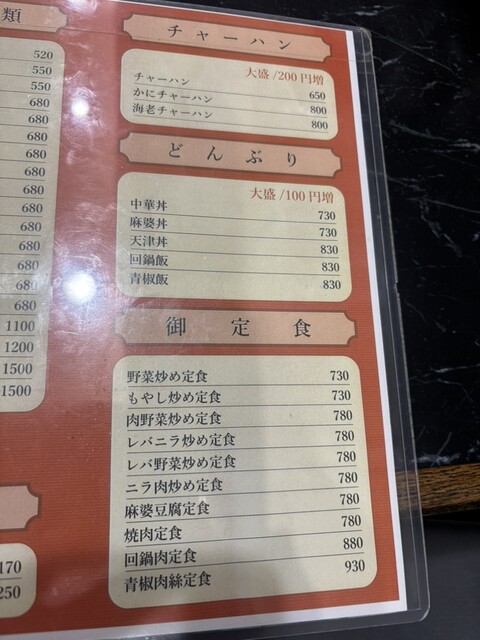 類
520
550
550
680
680
680
680
680
680
680
680
680
680
680
680
1100
1200
1500
1500
170
250
チャーハン
大盛/200円増
チャーハン 650
かにチャーハン 800
海老チャーハン 800
どんぶり
大盛/100円増
中華丼 730
麻婆丼 730
天津丼 830
回鍋飯 830
青椒飯 830
御定食
野菜炒め定食 730
もやし炒め定食 730
肉野菜炒め定食 780
レバニラ炒め定食 780
レバ野菜炒め定食 780
ニラ肉炒め定食 780
麻婆豆腐定食 780
焼肉定食 780
回鍋肉定食 880
青椒肉絲定食 930